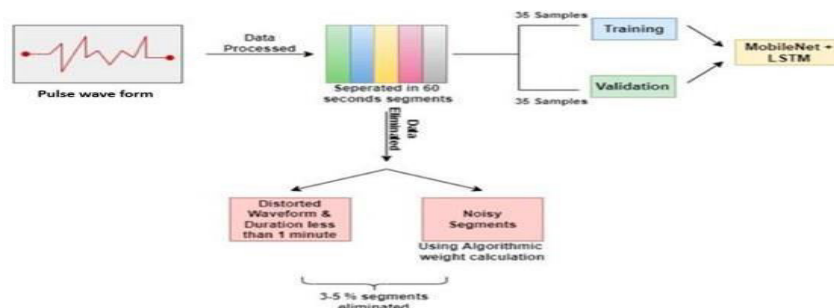 35 Samples
Training
Data
Processed
MobileNet +
LSTM
Pulse wave form
Seperated in 60
seconds segments
35 Samples
Validation
Data
Eliminated
Distorted
Waveform &
Duration less
than 1 minute
Noisy
Segments
Using Algorithmic
weight calculation
3-5 % segments
eliminated